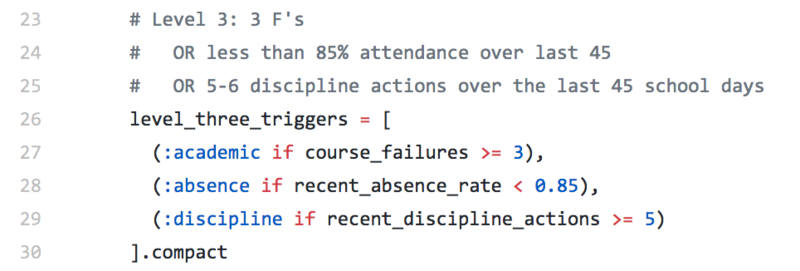 23 # Level 3: 3 F's
24 #   OR less than 85% attendance over last 45
25 #   OR 5-6 discipline actions over the last 45 school days
26 level_three_triggers = [
27   (:academic if course_failures >= 3),
28   (:absence if recent_absence_rate < 0.85),
29   (:discipline if recent_discipline_actions >= 5)
30 ].compact